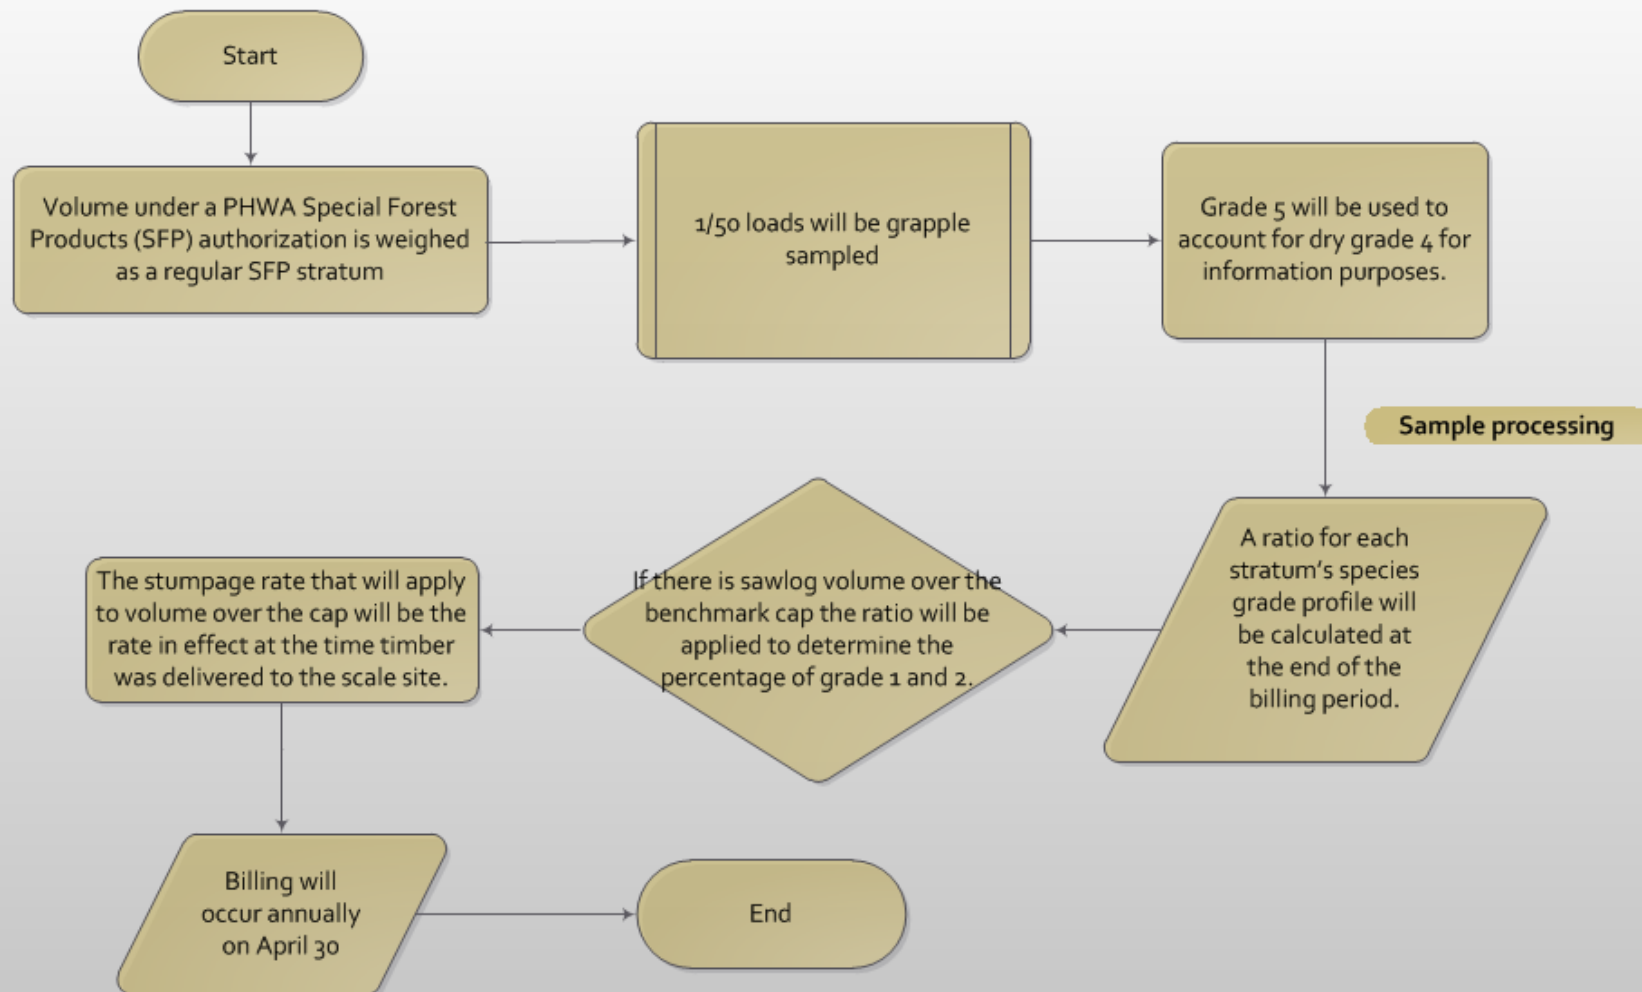 Start
Volume under a PHWA Special Forest
Products (SFP) authorization is weighed
as a regular SFP stratum
1/50 loads will be grapple
sampled
Grade 5 will be used to
account for dry grade 4 for
information purposes.
Sample processing
A ratio for each
stratum's species
grade profile will
be calculated at
the end of the
billing period.
If there is sawlog volume over the
benchmark cap the ratio will be
applied to determine the
percentage of grade 1 and 2.
The stumpage rate that will apply
to volume over the cap will be the
rate in effect at the time timber
was delivered to the scale site.
Billing will
occur annually
on April 30
End